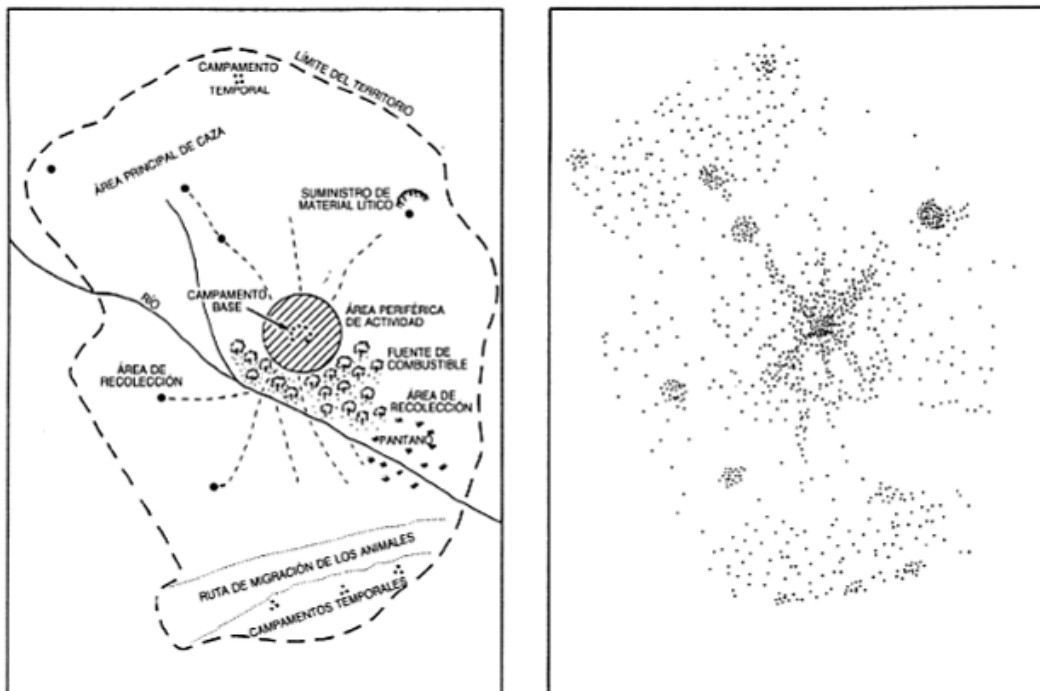 CAMPAMENTO
TEMPORAL
LÍMITE DEL TERRITORIO
ÁREA PRINCIPAL DE CAZA
SUMINISTRO DE
MATERIAL LÍTICO
RÍO
CAMPAMENTO
BASE
ÁREA PERIFÉRICA
DE ACTIVIDAD
FUENTE DE
COMBUSTIBLE
ÁREA DE
RECOLECCIÓN
ÁREA DE
RECOLECCIÓN
PANTANO
RUTA DE MIGRACIÓN DE LOS ANIMALES
CAMPAMENTOS TEMPORALES